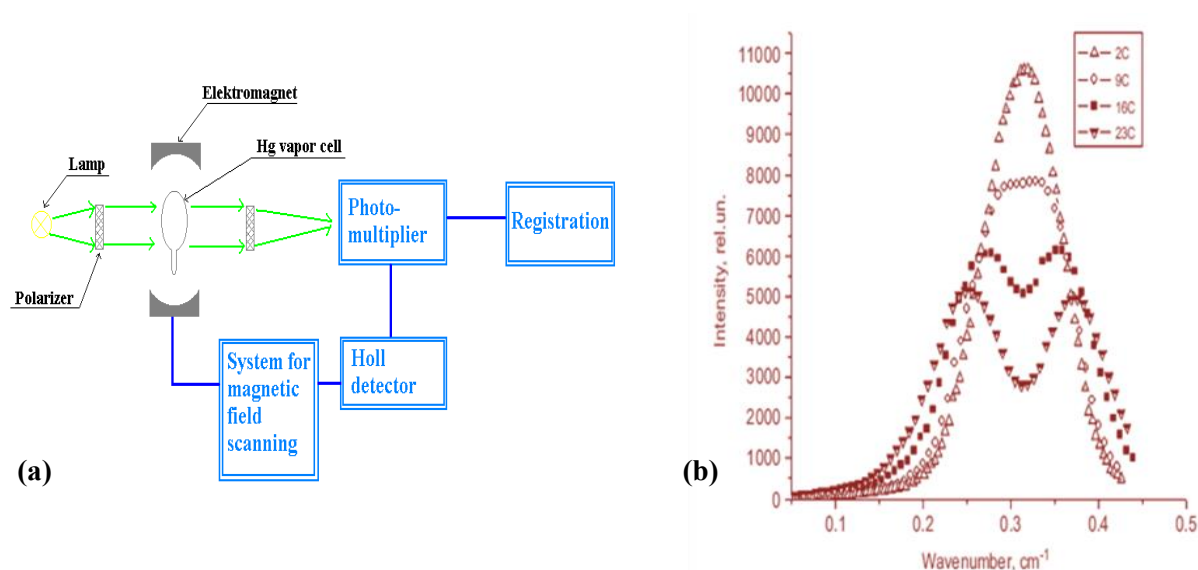 Elektromagnet
Hg vapor cell
Lamp
Polarizer
Photo-
multiplier
Registration
System for
magnetic
field
scanning
Holl
detector
(a)
(b)
Intensity, rel.un.
11000
10000
9000
8000
7000
6000
5000
4000
3000
2000
1000
0
0.1
0.2
0.3
0.4
0.5
Wavenumber, cm⁻¹
2C
9C
16C
23C